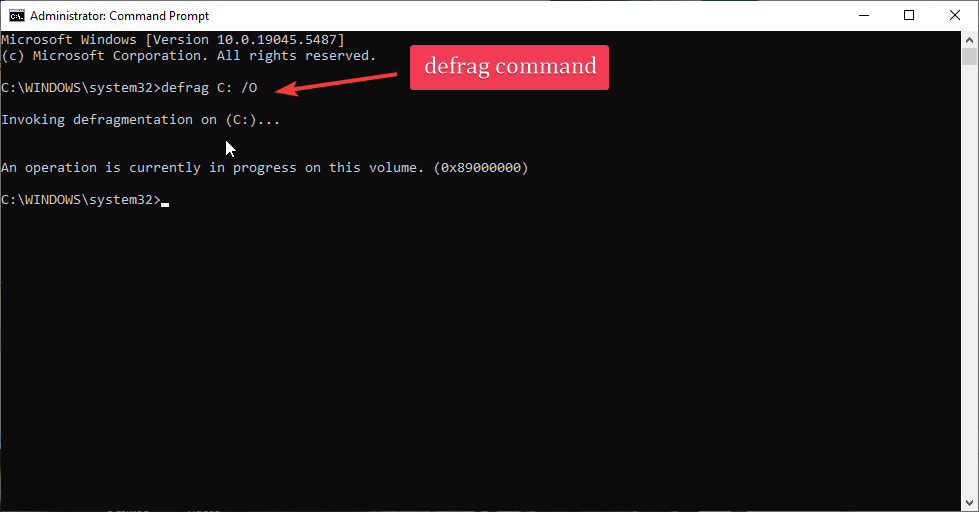 Administrator: Command Prompt
Microsoft Windows [Version 10.0.19045.5487]
(c) Microsoft Corporation. All rights reserved.
defrag command
C:\WINDOWS\system32>defrag C: /O
Invoking defragmentation on (C:)...
An operation is currently in progress on this volume. (0x89000000)
C:\WINDOWS\system32>